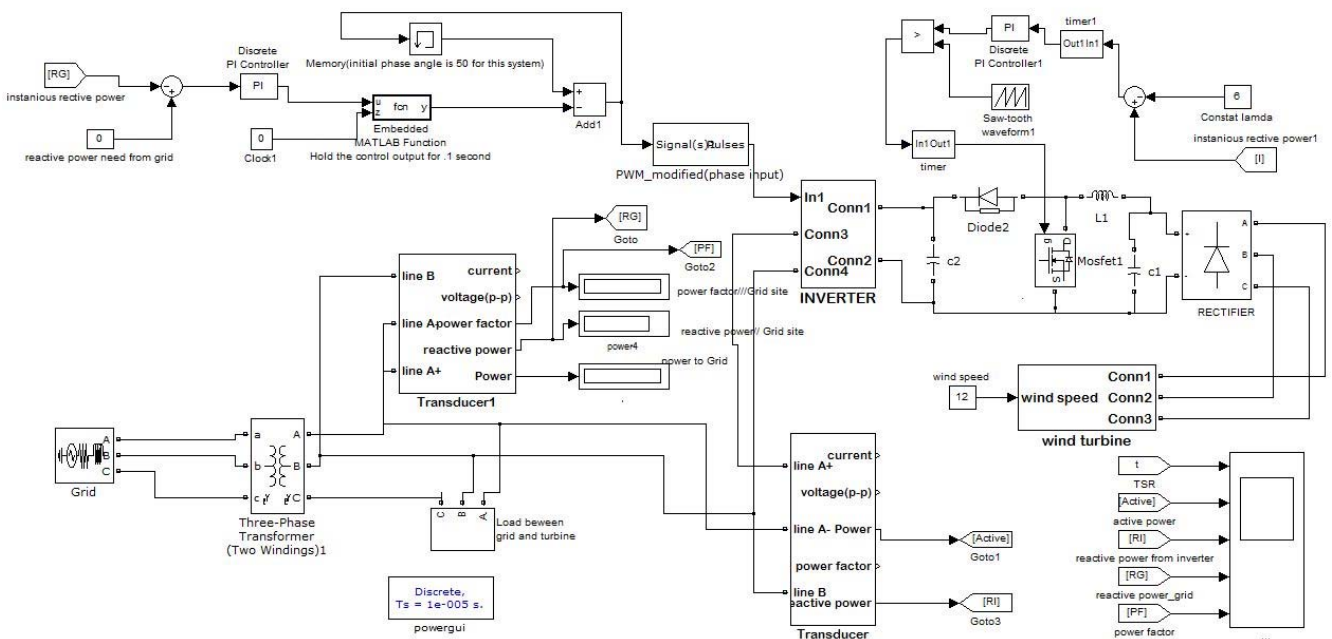 [RG]
instanious rective power
0
reactive power need from grid
Discrete
PI Controller
PI
Memory(initial phase angle is 50 for this system)
0
Clock1
u
z
fcn
y
Embedded
MATLAB Function
Hold the control output for .1 second
Add1
Signal(s)
Pulses
PWM_modified(phase input)
>
PI
Discrete
PI Controller1
timer1
Out1 In1
Saw-tooth
waveform1
6
Constat lamda
instanious rective power1
[I]
In1 Out1
timer
In1
Conn1
Conn3
Conn2
Conn4
INVERTER
c2
Diode2
g
D
S
Mosfet1
L1
c1
+
-
A
B
C
RECTIFIER
[RG]
Goto
[PF]
Goto2
line B
line A-
line A+
current
voltage(p-p)
power factor
reactive power
Power
Transducer1
power factor///Grid site
reactive power// Grid site
power4
power to Grid
wind speed
12
wind speed
Conn1
Conn2
Conn3
wind turbine
A
B
C
Grid
a
b
c
A
B
C
Three-Phase
Transformer
(Two Windings)1
C
B
A
Load beween
grid and turbine
Discrete,
Ts = 1e-005 s.
powergui
line A+
line A-
line B
current
voltage(p-p)
Power
power factor
reactive power
Transducer
[Active]
Goto1
[RI]
Goto3
t
TSR
[Active]
active power
[RI]
reactive power from inverter
[RG]
reactive power_grid
[PF]
power factor